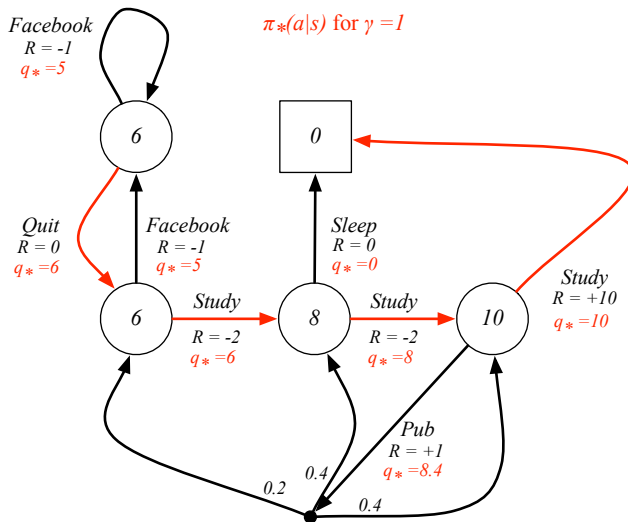 Facebook
R = -1
q* =5
π*(a|s) for γ =1
6
0
Quit
R = 0
q* =6
Facebook
R = -1
q* =5
Sleep
R = 0
q* =0
Study
R = +10
q* =10
6
Study
R = -2
q* =6
8
Study
R = -2
q* =8
10
Pub
R = +1
q* =8.4
0.2
0.4
0.4